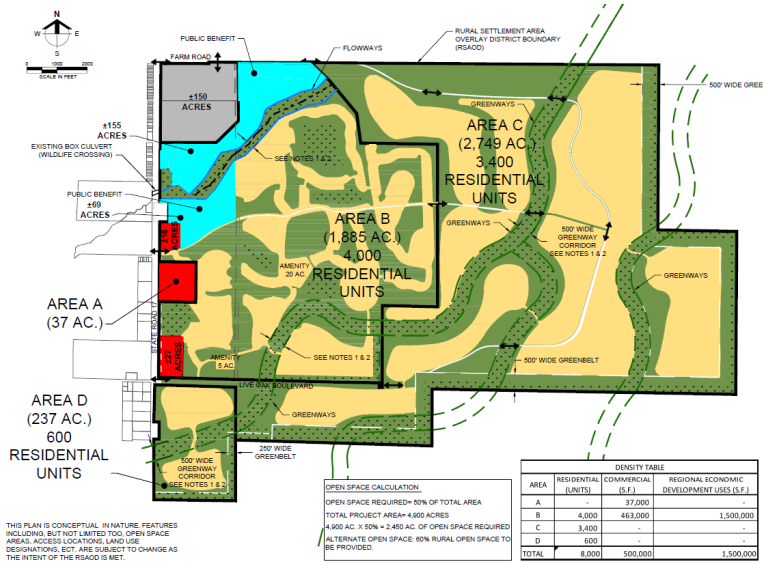 N
W
E
S
0 1000 2000
SCALE IN FEET
PUBLIC BENEFIT
FARM ROAD
FLOWWAYS
RURAL SETTLEMENT AREA
OVERLAY DISTRICT BOUNDARY
(RSAOD)
500' WIDE GREE
±150
ACRES
±155
ACRES
EXISTING BOX CULVERT
(WILDLIFE CROSSING)
PUBLIC BENEFIT
±69
ACRES
SEE NOTES 1 & 2
GREENWAYS
AREA C
(2,749 AC.)
3,400
RESIDENTIAL
UNITS
ACRES
AREA B
(1,885 AC.)
4,000
RESIDENTIAL
UNITS
GREENWAYS
500' WIDE
GREENWAY
CORRIDOR
SEE NOTES 1 & 2
AMENITY
20 AC.
GREENWAYS
AREA A
(37 AC.)
STATE ROAD
±27
ACRES
AMENITY
5 AC.
SEE NOTES 1 & 2
500' WIDE GREENBELT
LIVE OAK BOULEVARD
AREA D
(237 AC.)
600
RESIDENTIAL
UNITS
GREENWAYS
250' WIDE
GREENBELT
500' WIDE
GREENWAY
CORRIDOR
SEE NOTES 1 & 2
OPEN SPACE CALCULATION
OPEN SPACE REQUIRED= 50% OF TOTAL AREA
TOTAL PROJECT AREA= 4,900 ACRES
4,900 AC. X 50% = 2,450 AC. OF OPEN SPACE REQUIRED
ALTERNATE OPEN SPACE: 60% RURAL OPEN SPACE TO
BE PROVIDED.
DENSITY TABLE
AREA RESIDENTIAL (UNITS) COMMERCIAL (S.F.) REGIONAL ECONOMIC DEVELOPMENT USES (S.F.)
A - 37,000 -
B 4,000 463,000 1,500,000
C 3,400 - -
D 600 - -
TOTAL 8,000 500,000 1,500,000
THIS PLAN IS CONCEPTUAL IN NATURE. FEATURES
INCLUDING, BUT NOT LIMITED TOO, OPEN SPACE
AREAS, ACCESS LOCATIONS, LAND USE
DESIGNATIONS, ECT. ARE SUBJECT TO CHANGE AS
THE INTENT OF THE RSAOD IS MET.